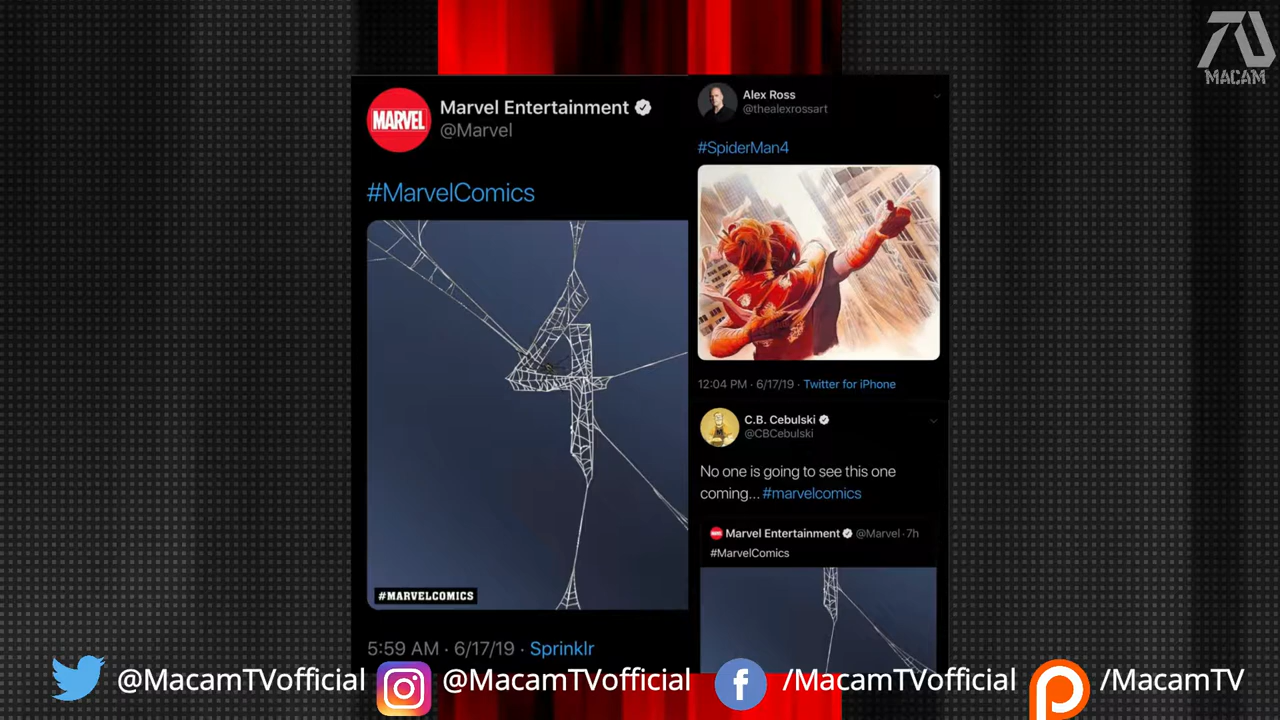 MACAM
MARVEL
Marvel Entertainment
@Marvel
#MarvelComics
4
#MARVELCOMICS
5:59 AM · 6/17/19 · Sprinklr
Alex Ross
@thealexrossart
#SpiderMan4
12:04 PM · 6/17/19 · Twitter for iPhone
C.B. Cebulski
@CBCebulski
No one is going to see this one
coming... #marvelcomics
Marvel Entertainment @Marvel · 7h
#MarvelComics
@MacamTVofficial @MacamTVofficial /MacamTVofficial /MacamTV